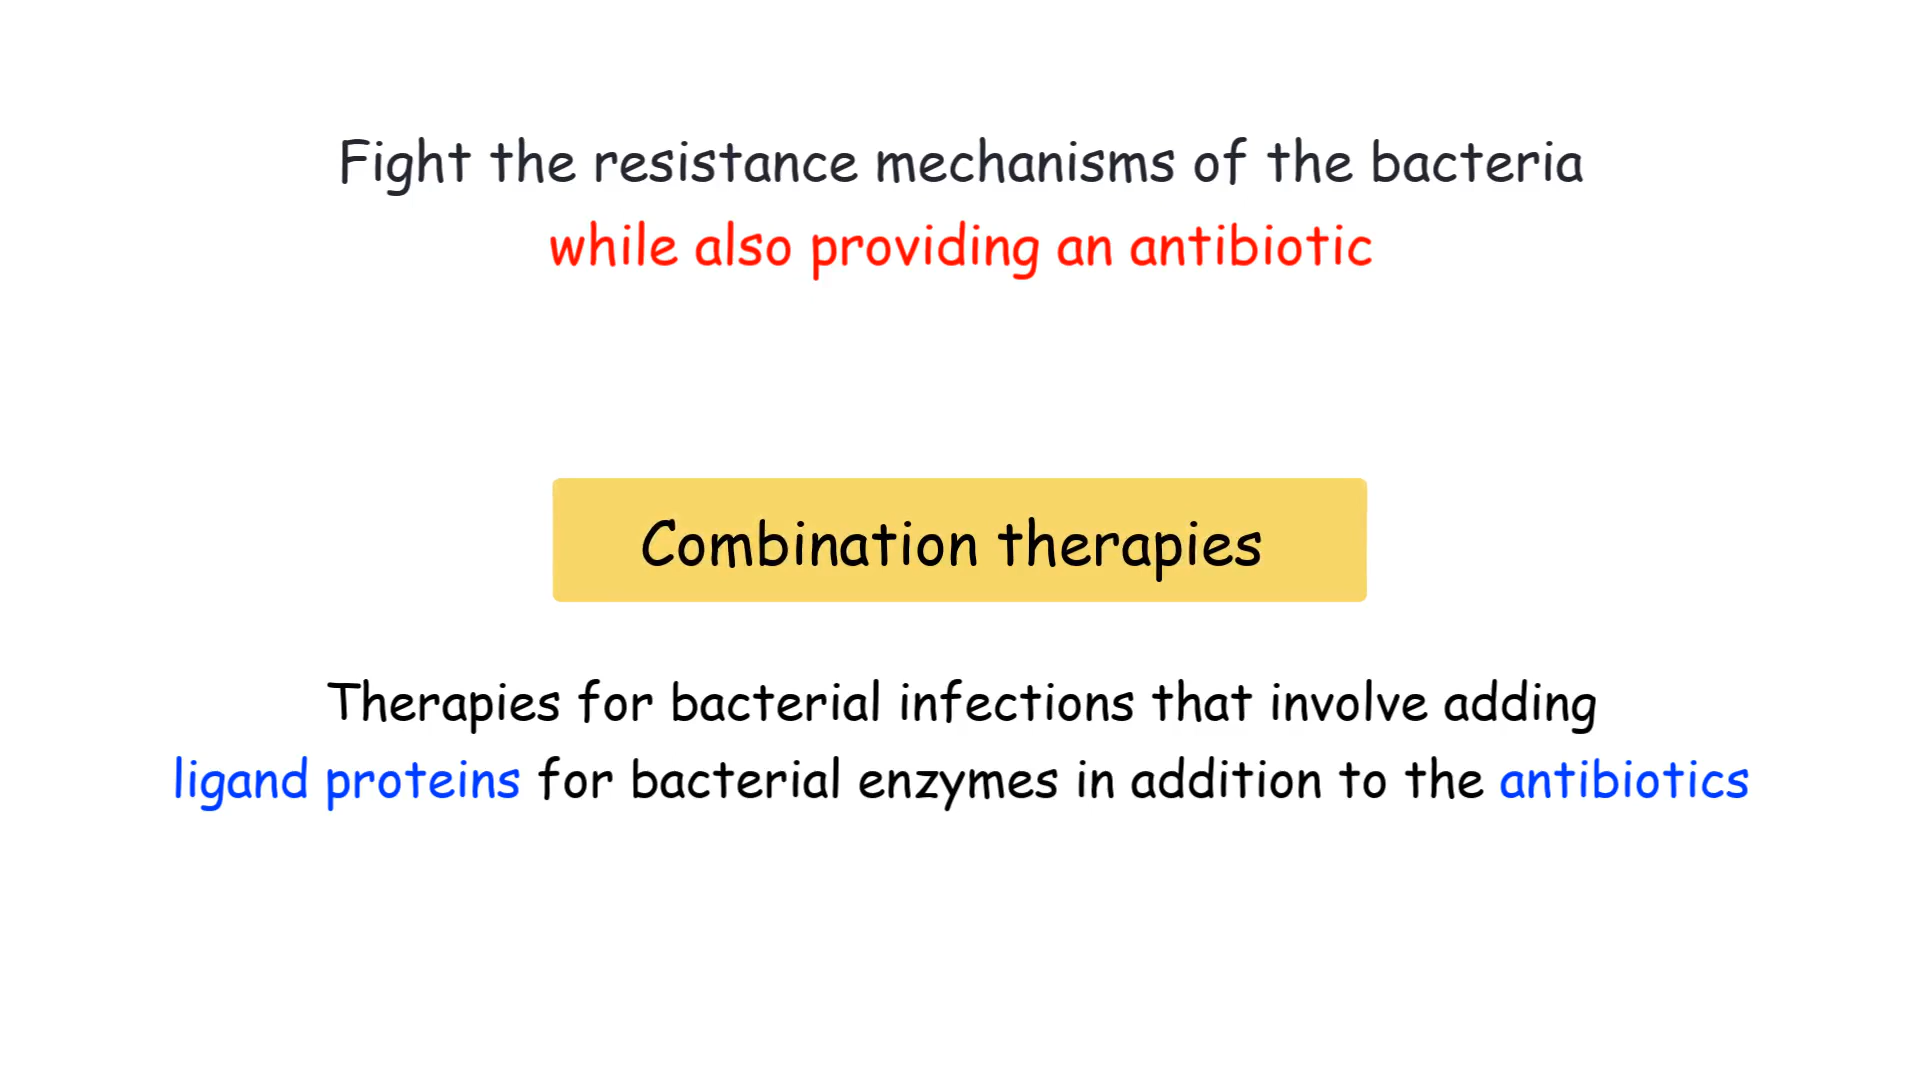 Fight the resistance mechanisms of the bacteria
while also providing an antibiotic
Combination therapies
Therapies for bacterial infections that involve adding
ligand proteins for bacterial enzymes in addition to the antibiotics